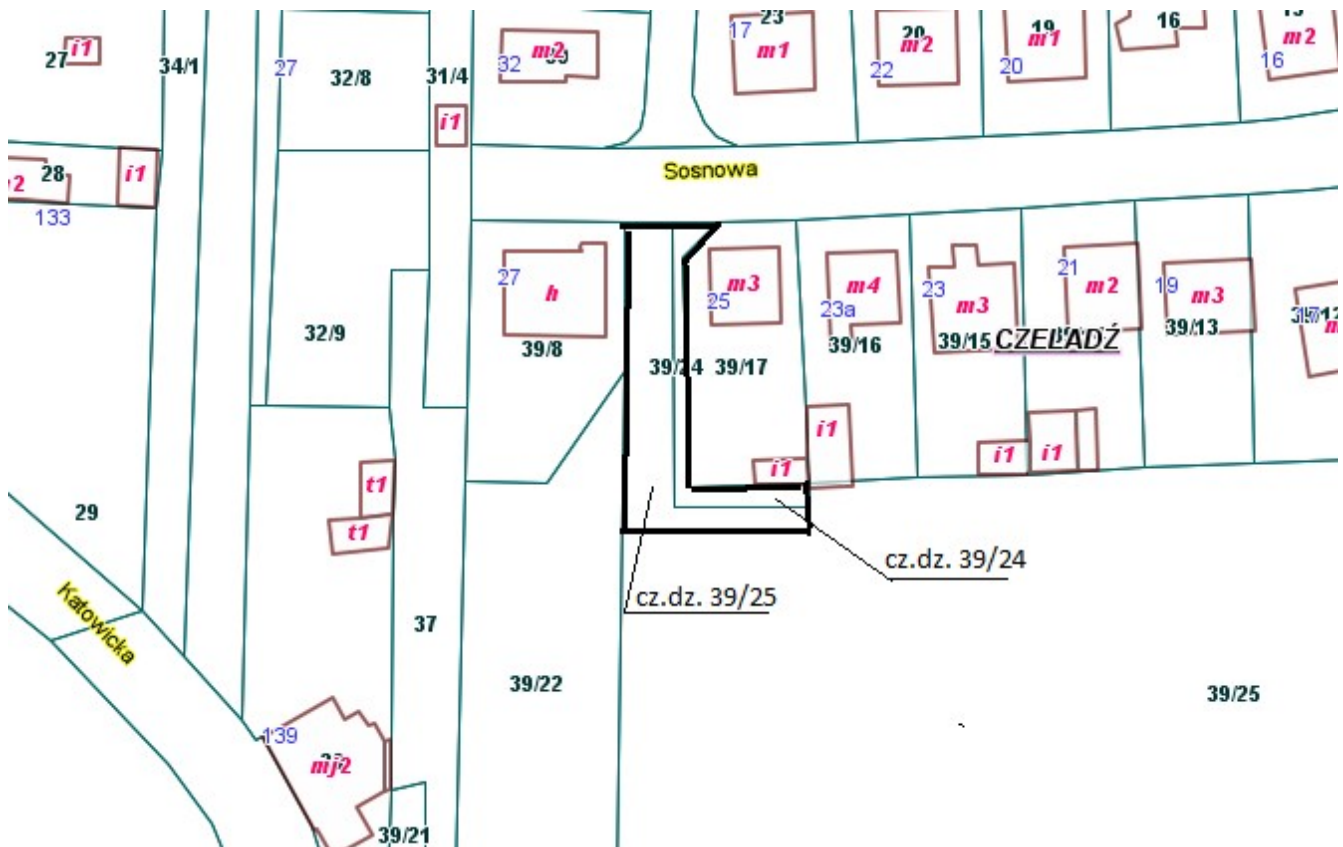 27
i1
34/1
27
32/8
31/4
i1
32
m2
17
23
m1
20
m2
22
19
m1
20
16
m2
16
28
i1
133
Sosnowa
27
h
39/8
32/9
39/24
39/17
m3
25
m4
23a
39/16
23
m3
39/15
CZELADŹ
21
m2
19
m3
39/13
i1
i1
i1
i1
t1
t1
29
cz.dz. 39/24
cz.dz. 39/25
Katowicka
37
39/22
39/25
139
mj2
39/21